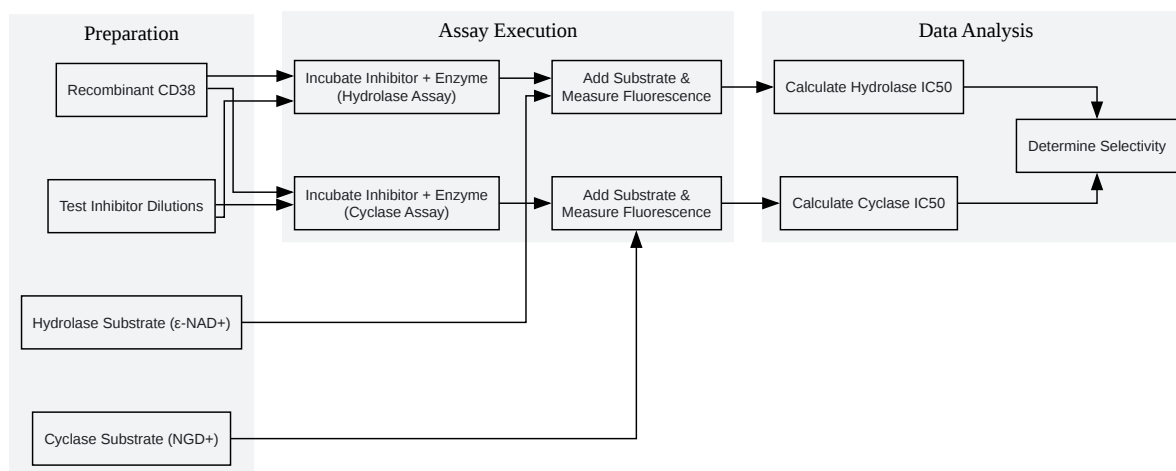 Preparation
Assay Execution
Data Analysis
Recombinant CD38
Incubate Inhibitor + Enzyme
(Hydrolase Assay)
Add Substrate &
Measure Fluorescence
Calculate Hydrolase IC50
Determine Selectivity
Test Inhibitor Dilutions
Incubate Inhibitor + Enzyme
(Cyclase Assay)
Add Substrate &
Measure Fluorescence
Calculate Cyclase IC50
Hydrolase Substrate (ε-NAD+)
Cyclase Substrate (NGD+)